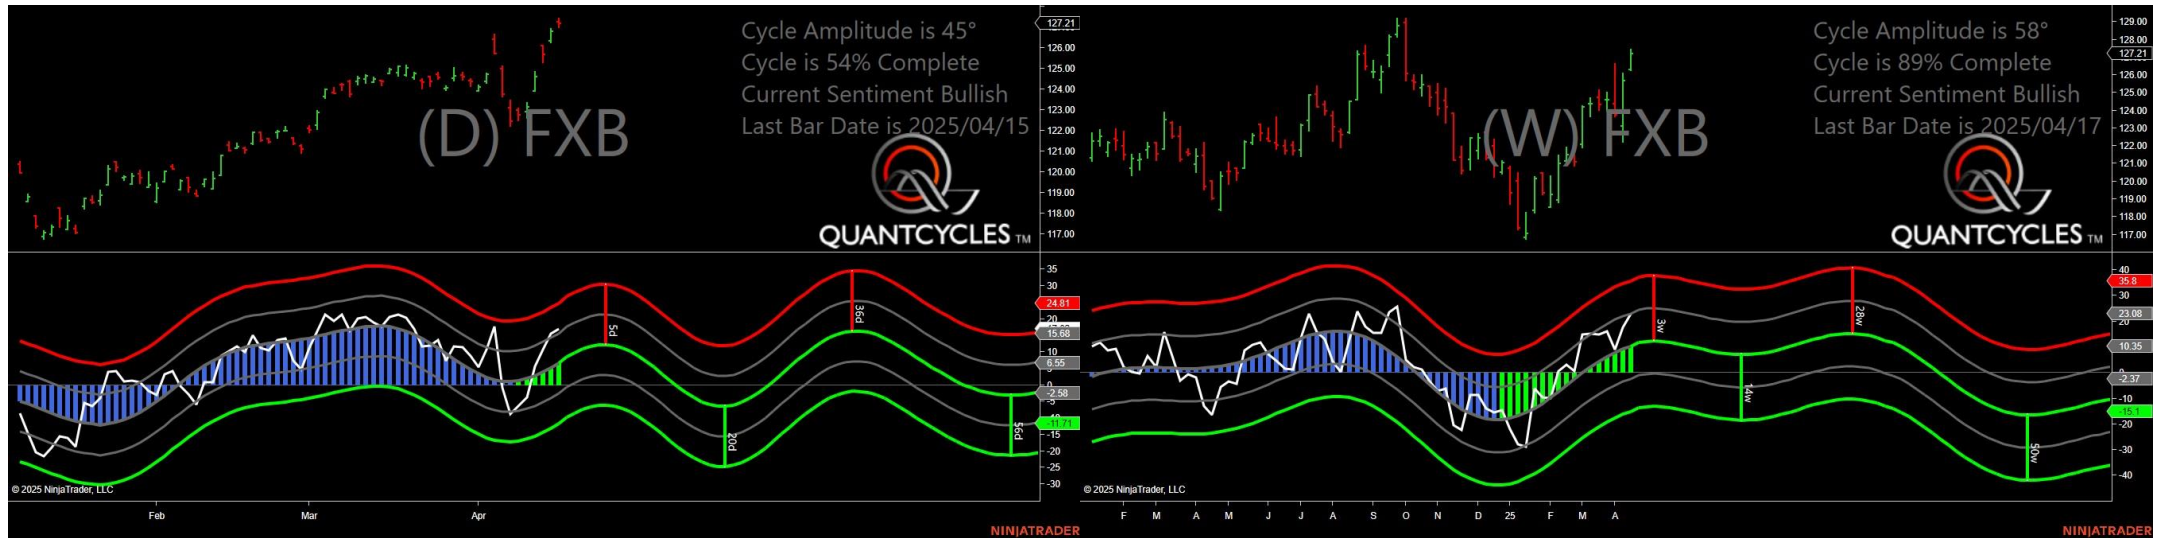 Cycle Amplitude is 45°
Cycle is 54% Complete
Current Sentiment Bullish
Last Bar Date is 2025/04/15
(D) FXB
QUANTCYCLES TM
127.21
126.00
125.00
124.00
123.00
122.00
121.00
120.00
119.00
118.00
117.00
35
30
24.81
20
15.68
10
6.55
0
-2.58
-5
-11.71
-15
-20
-25
-30
5d
20d
36d
56d
© 2025 NinjaTrader, LLC
Feb
Mar
Apr
NINJATRADER
Cycle Amplitude is 58°
Cycle is 89% Complete
Current Sentiment Bullish
Last Bar Date is 2025/04/17
(W) FXB
QUANTCYCLES TM
129.00
128.00
127.21
126.00
125.00
124.00
123.00
122.00
121.00
120.00
119.00
118.00
117.00
40
35.8
30
23.08
20
10.35
-2.37
-10
-15.1
-20
-30
-40
3w
14w
28w
50w
© 2025 NinjaTrader, LLC
F
M
A
M
J
J
A
S
O
N
D
25
F
M
A
NINJATRADER